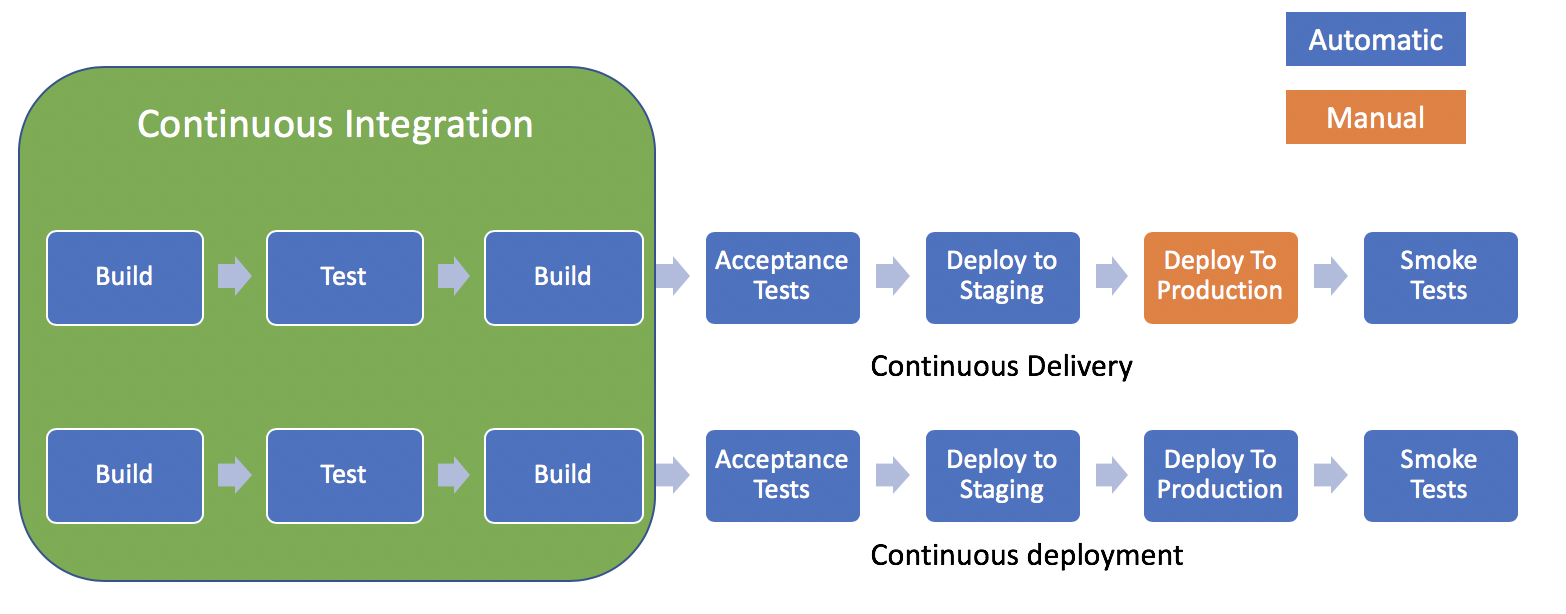 Automatic
Manual
Continuous Integration
Build
Test
Build
Acceptance
Tests
Deploy to
Staging
Deploy To
Production
Smoke
Tests
Continuous Delivery
Build
Test
Build
Acceptance
Tests
Deploy to
Staging
Deploy To
Production
Smoke
Tests
Continuous deployment